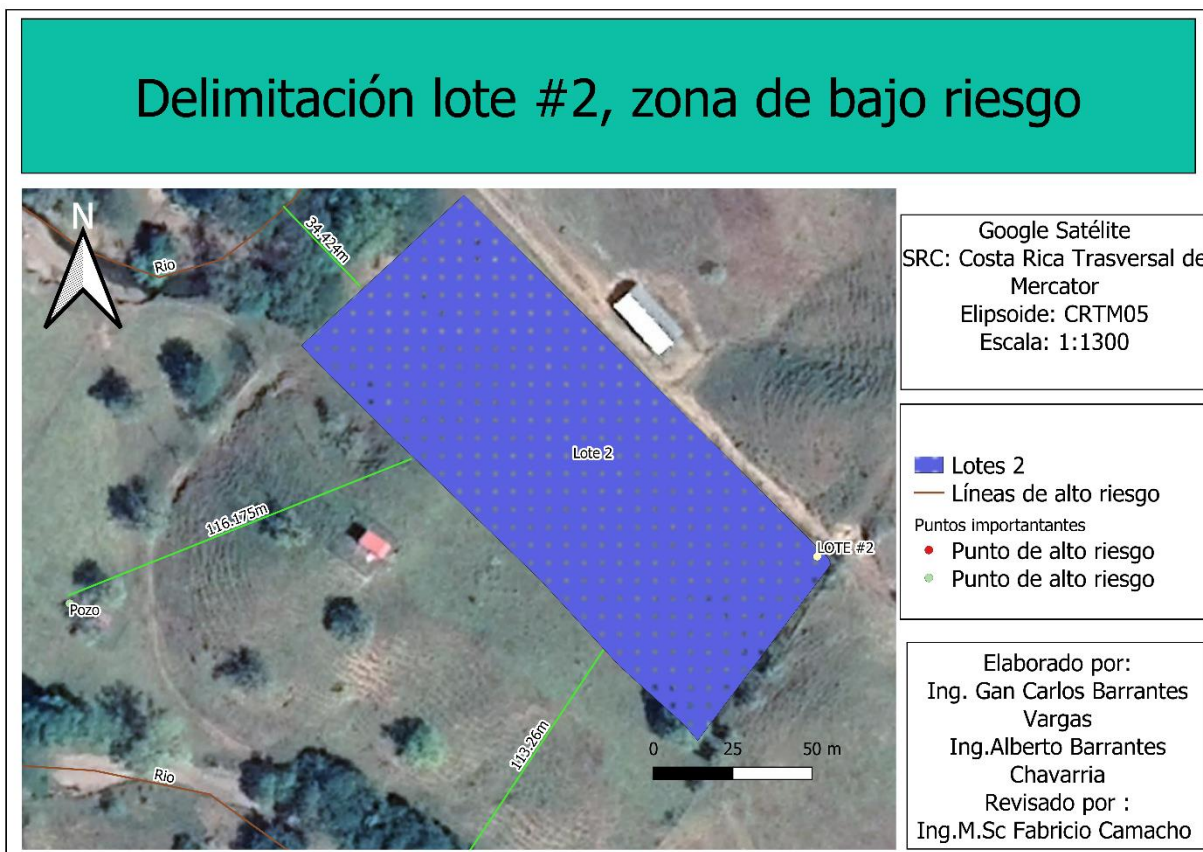 Delimitación lote #2, zona de bajo riesgo
N
Rio
34.424m
Lote 2
116.175m
LOTE #2
Pozo
113.26m
0 25 50 m
Rio
Google Satélite
SRC: Costa Rica Trasversal de
Mercator
Elipsoide: CRTM05
Escala: 1:1300
Lotes 2
Líneas de alto riesgo
Puntos importantantes
Punto de alto riesgo
Punto de alto riesgo
Elaborado por:
Ing. Gan Carlos Barrantes
Vargas
Ing.Alberto Barrantes
Chavarria
Revisado por :
Ing.M.Sc Fabricio Camacho